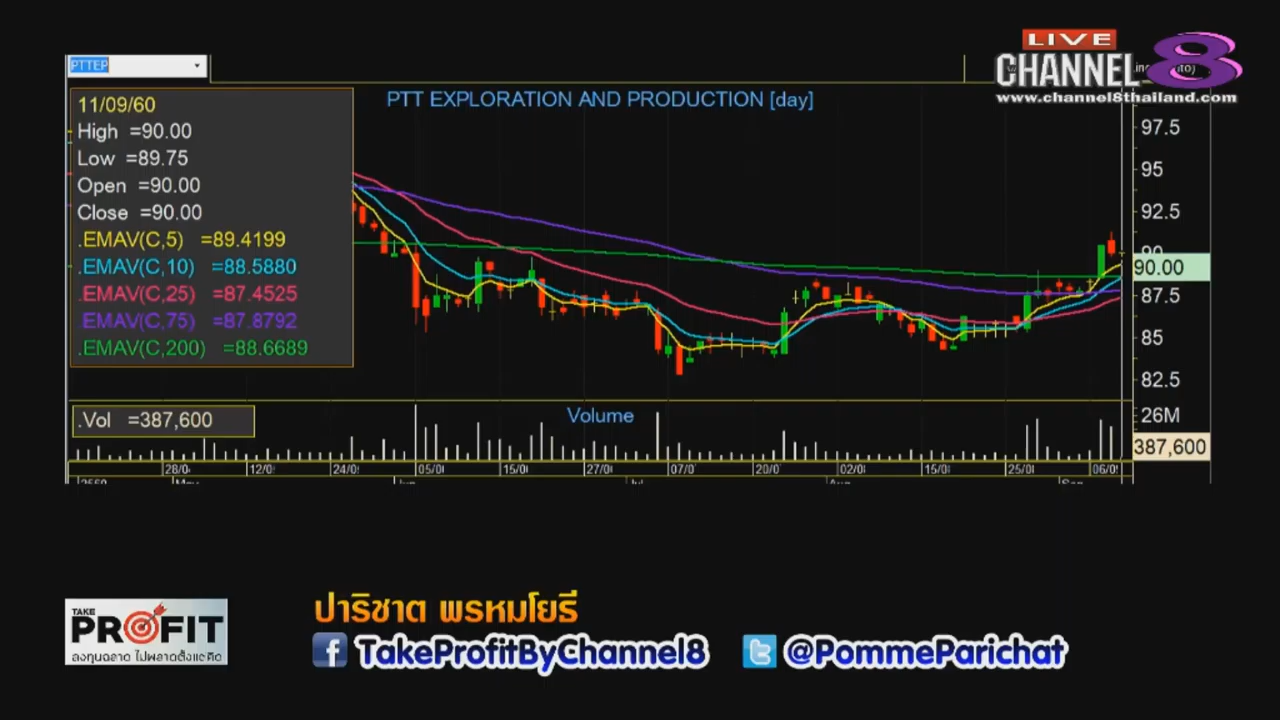 LIVE
CHANNEL 8
www.channel8thailand.com
PTTEP
PTT EXPLORATION AND PRODUCTION [day]
11/09/60
High =90.00
Low =89.75
Open =90.00
Close =90.00
.EMAV(C,5) =89.4199
.EMAV(C,10) =88.5880
.EMAV(C,25) =87.4525
.EMAV(C,75) =87.8792
.EMAV(C,200) =88.6689
97.5
95
92.5
90
90.00
87.5
85
82.5
.Vol =387,600
Volume
26M
387,600
28/0 12/0 24/0 05/0 15/0 27/0 07/0 20/0 02/0 15/0 25/0 06/0
TAKE
PROFIT
ลงทุนฉลาด ไม่พลาดตั้งแต่คิด
ปาริชาต พรหมโยธี
f TakeProfitByChannel8
@PommeParichat